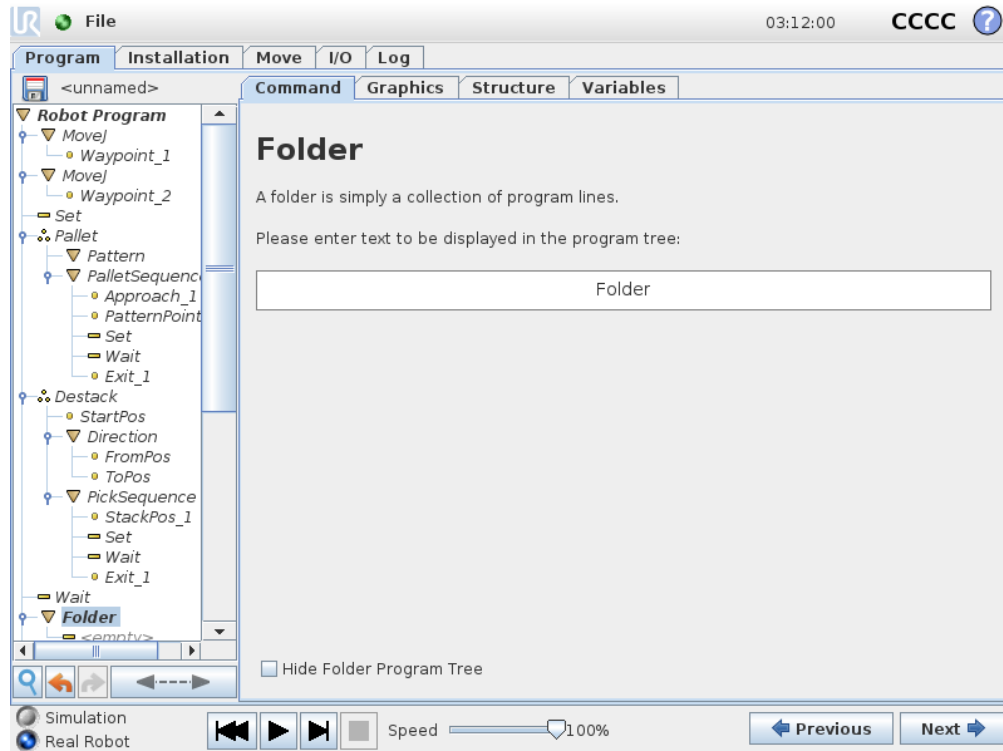 UR File 03:12:00 CCCC ?
Program Installation Move I/O Log
<unnamed>
Command Graphics Structure Variables
Robot Program
MoveJ
Waypoint_1
MoveJ
Waypoint_2
Set
Pallet
Pattern
PalletSequenc
Approach_1
PatternPoint
Set
Wait
Exit_1
Destack
StartPos
Direction
FromPos
ToPos
PickSequence
StackPos_1
Set
Wait
Exit_1
Wait
Folder
<empty>
Folder
A folder is simply a collection of program lines.
Please enter text to be displayed in the program tree:
Folder
Hide Folder Program Tree
Simulation
Real Robot
Speed 100%
Previous Next